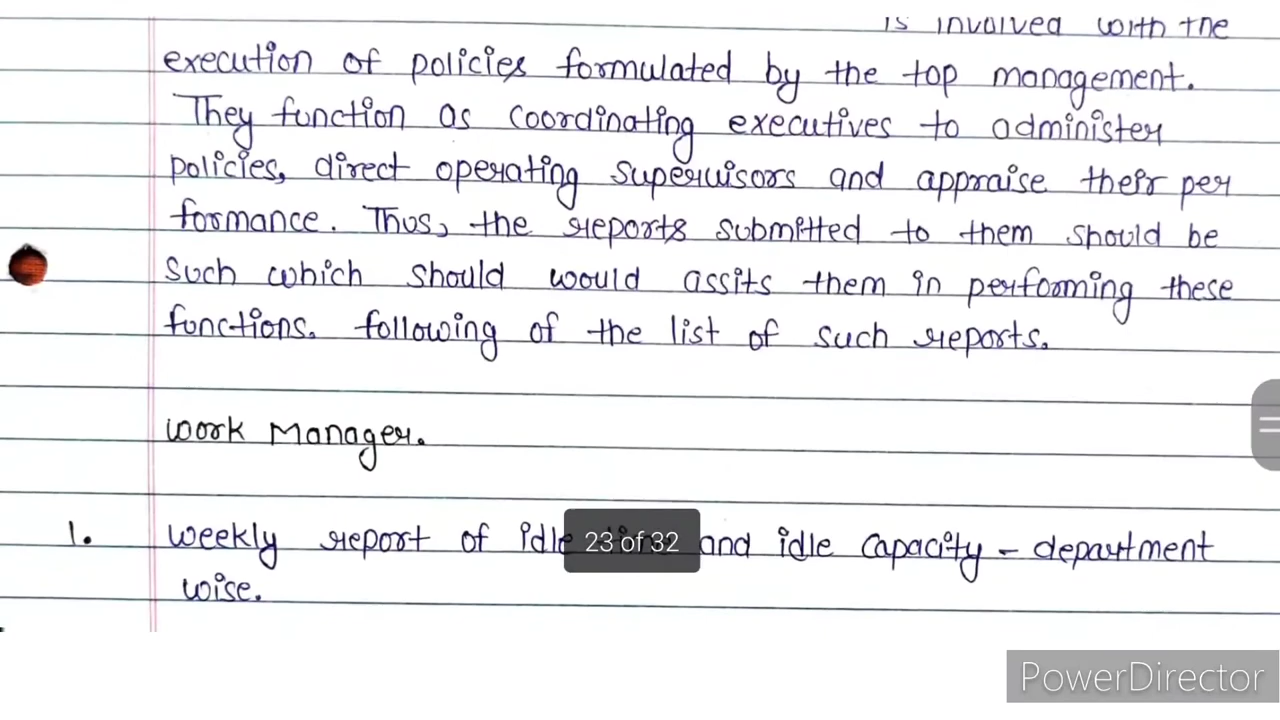 is involved with the
execution of policies formulated by the top management.
They function as coordinating executives to administer
policies, direct operating supervisors and appraise their per
formance. Thus, the reports submitted to them should be
such which should would assits them in performing these
functions. following of the list of such reports.
work Manager.
1. weekly report of idle and idle capacity - department
23 of 32
wise.
PowerDirector